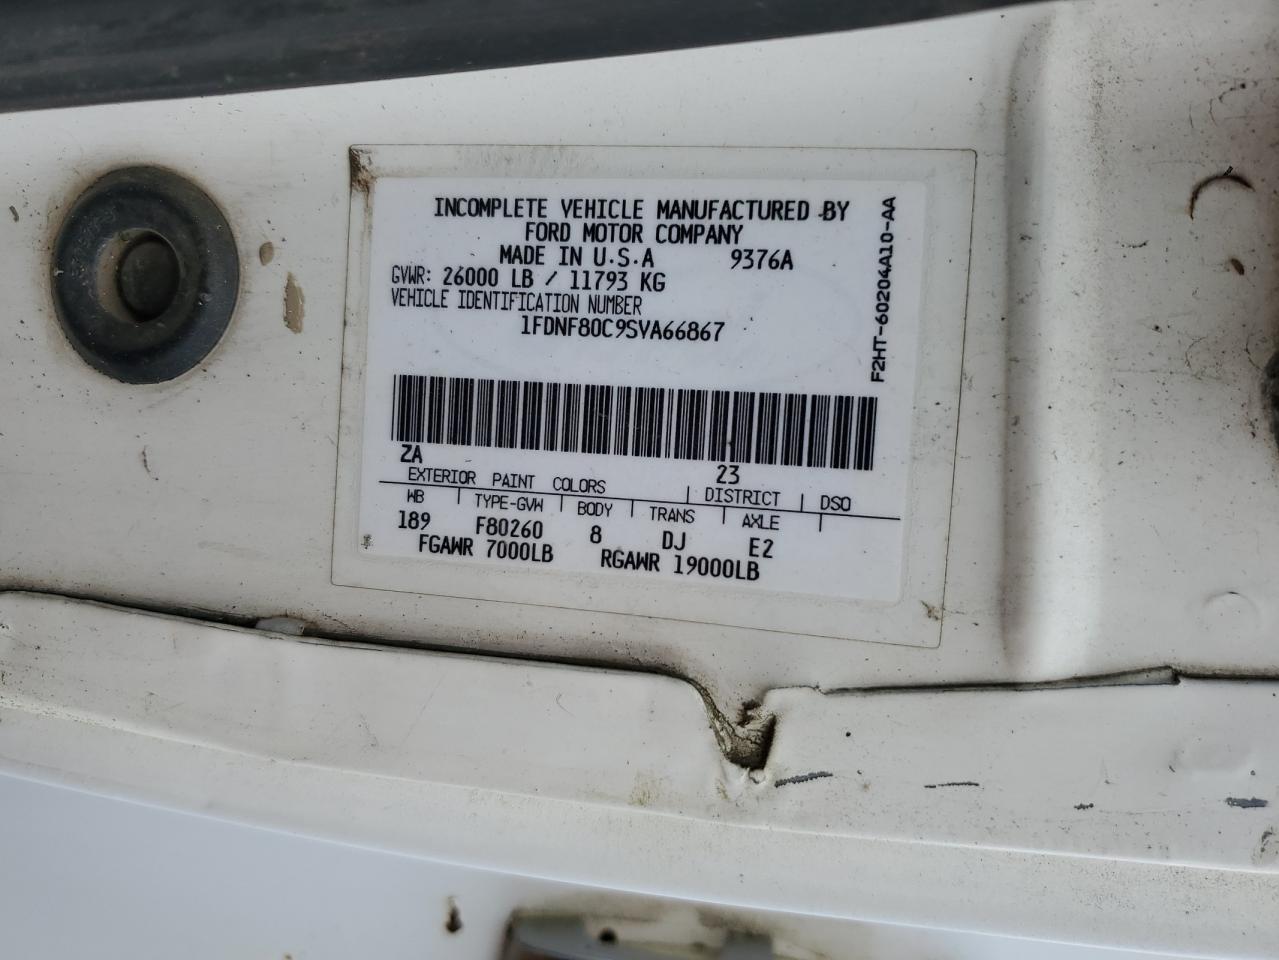 INCOMPLETE VEHICLE MANUFACTURED BY
FORD MOTOR COMPANY
MADE IN U.S.A 9376A
GVWR: 26000 LB / 11793 KG
VEHICLE IDENTIFICATION NUMBER
1FDNF80C9SVA66867
F2HT-60204A10-AA
ZA 23
EXTERIOR PAINT COLORS DISTRICT DSO
WB TYPE-GVW BODY TRANS AXLE
189 F80260 8 DJ E2
FGAWR 7000LB RGAWR 19000LB